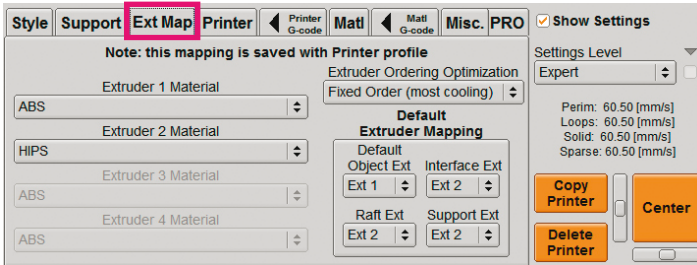 Style Support Ext Map Printer Printer G-code Matl Matl G-code Misc. PRO
Show Settings
Note: this mapping is saved with Printer profile
Extruder 1 Material
ABS
Extruder 2 Material
HIPS
Extruder 3 Material
ABS
Extruder 4 Material
ABS
Extruder Ordering Optimization
Fixed Order (most cooling)
Default
Extruder Mapping
Default
Object Ext Interface Ext
Ext 1 Ext 2
Raft Ext Support Ext
Ext 2 Ext 2
Settings Level
Expert
Perim: 60.50 [mm/s]
Loops: 60.50 [mm/s]
Solid: 60.50 [mm/s]
Sparse: 60.50 [mm/s]
Copy
Printer
Center
Delete
Printer